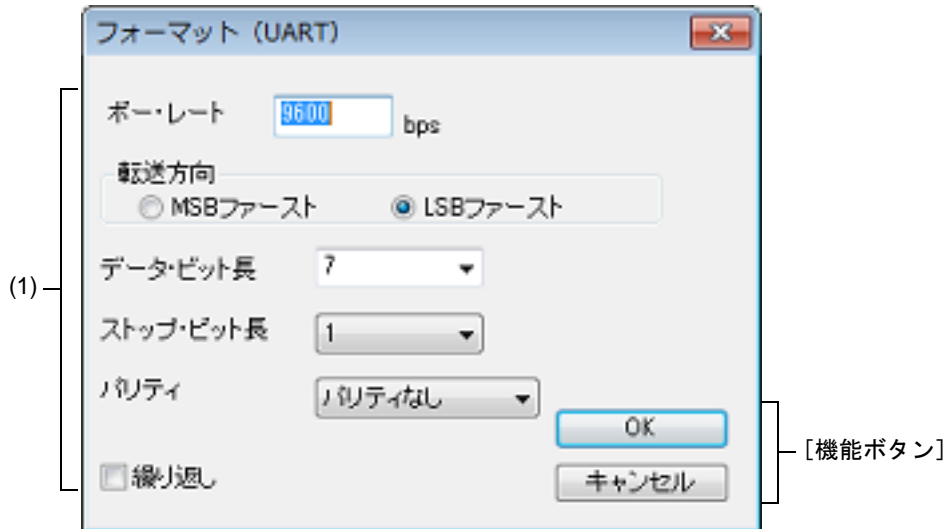 フォーマット（UART）
ボー・レート 9600 bps
転送方向
MSBファースト LSBファースト
データ・ビット長 7
(1)
ストップ・ビット長 1
パリティ パリティなし
OK
[機能ボタン]
繰り返し キャンセル